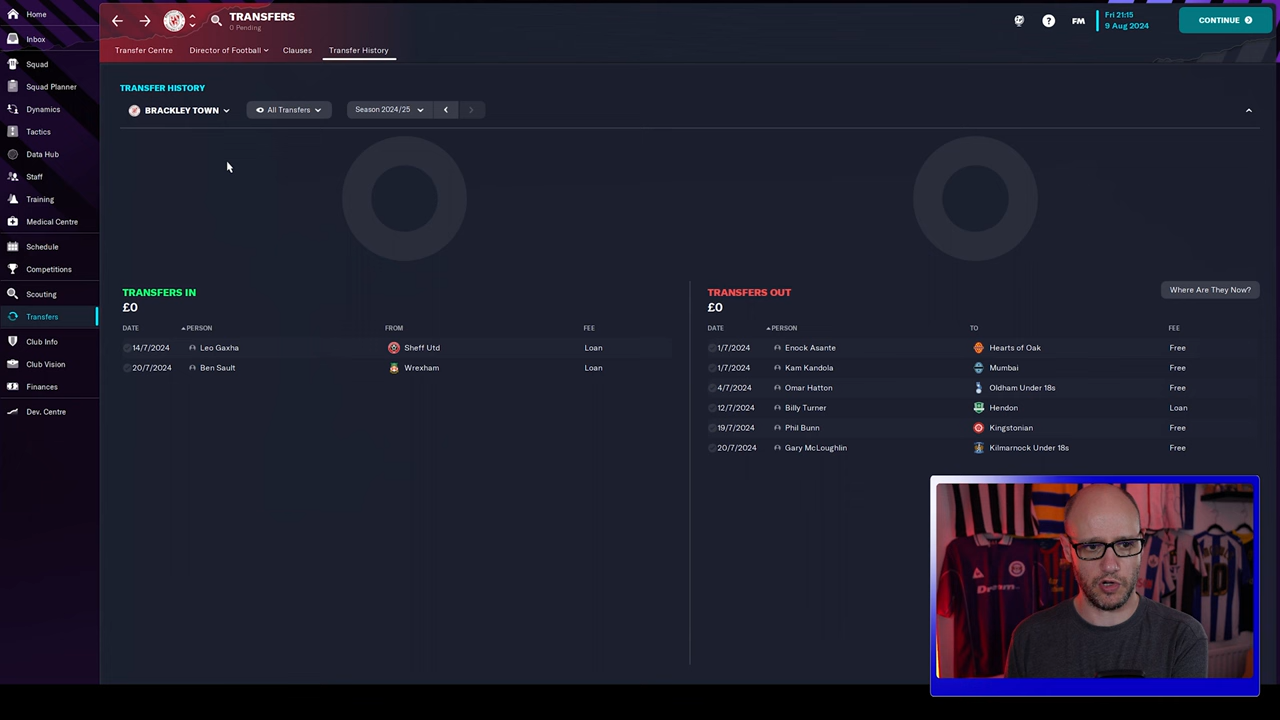 Home
TRANSFERS
0 Pending
FM
Fri 21:15
9 Aug 2024
CONTINUE
Inbox
Squad
Squad Planner
Dynamics
Tactics
Data Hub
Staff
Training
Medical Centre
Schedule
Competitions
Scouting
Transfers
Club Info
Club Vision
Finances
Dev. Centre
Transfer Centre
Director of Football
Clauses
Transfer History
TRANSFER HISTORY
BRACKLEY TOWN
All Transfers
Season 2024/25
TRANSFERS IN
£0
DATE PERSON FROM FEE
14/7/2024 Leo Gaxha Sheff Utd Loan
20/7/2024 Ben Sault Wrexham Loan
TRANSFERS OUT
£0
Where Are They Now?
DATE PERSON TO FEE
1/7/2024 Enock Asante Hearts of Oak Free
1/7/2024 Kam Kandola Mumbai Free
4/7/2024 Omar Hatton Oldham Under 18s Free
12/7/2024 Billy Turner Hendon Loan
19/7/2024 Phil Bunn Kingstonian Free
20/7/2024 Gary McLoughlin Kilmarnock Under 18s Free